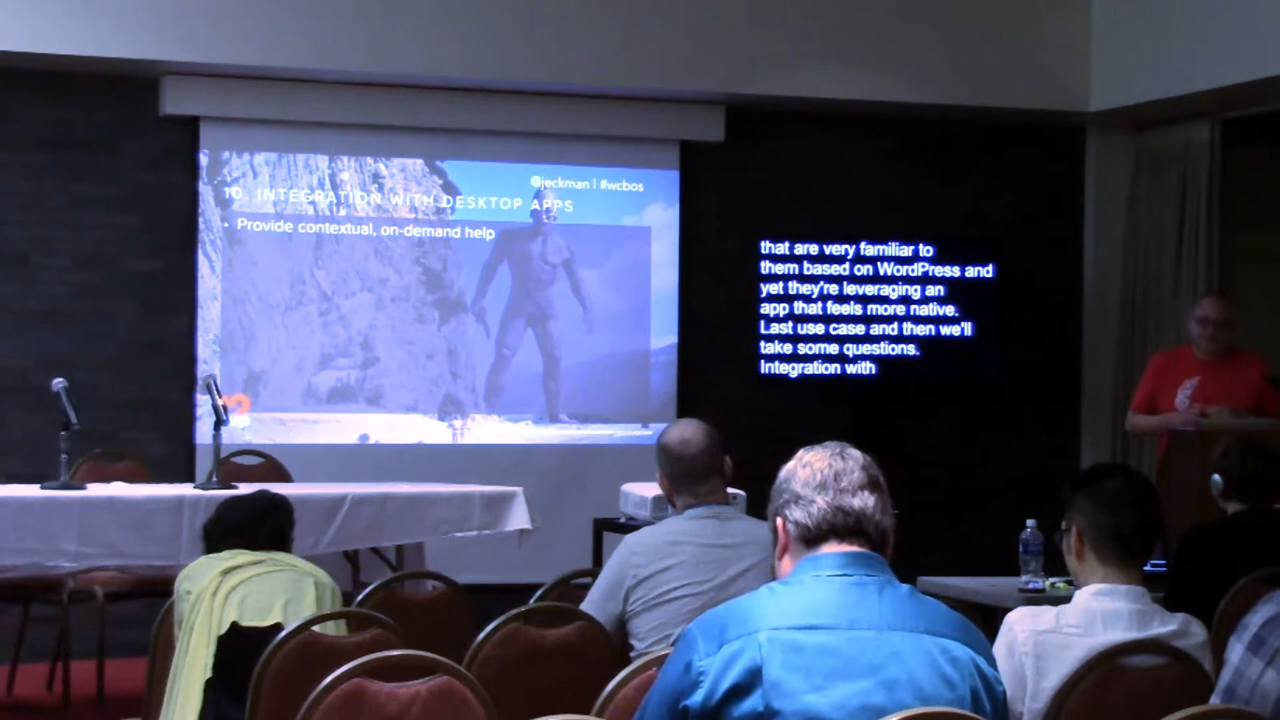 @jeckman | #wcbos
10. INTEGRATION WITH DESKTOP APPS
• Provide contextual, on-demand help
that are very familiar to
them based on WordPress and
yet they're leveraging an
app that feels more native.
Last use case and then we'll
take some questions.
Integration with